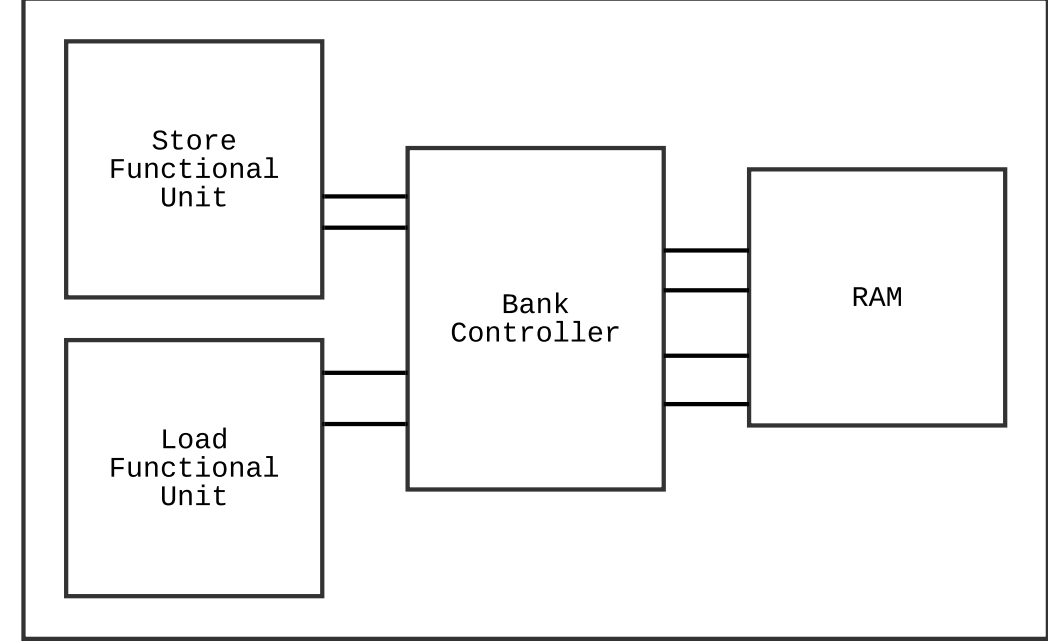 Store
Functional
Unit
Load
Functional
Unit
Bank
Controller
RAM